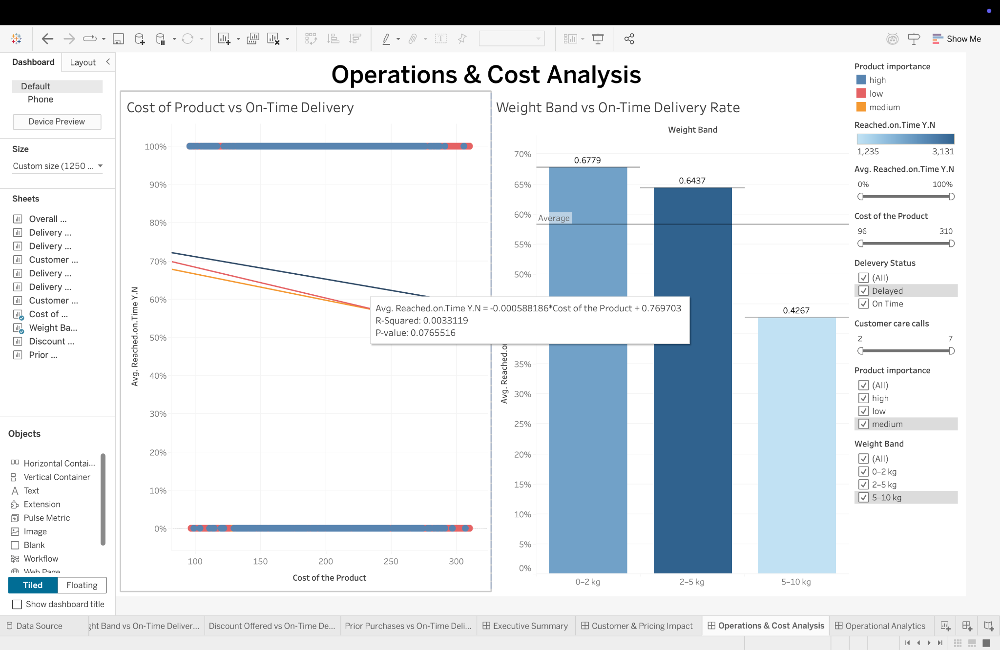 Show Me
Dashboard
Layout
Default
Phone
Device Preview
Size
Custom size (1250 ...
Sheets
Overall ...
Delivery ...
Delivery ...
Customer ...
Delivery ...
Delivery ...
Customer ...
Cost of ...
Weight Ba...
Discount ...
Prior ...
Objects
Horizontal Contai...
Vertical Container
Text
Extension
Pulse Metric
Image
Blank
Workflow
Web Page
Tiled
Floating
Show dashboard title
Operations & Cost Analysis
Cost of Product vs On-Time Delivery
Avg. Reached.on.Time Y.N
100%
90%
80%
70%
60%
50%
40%
30%
20%
10%
0%
100 150 200 250 300
Cost of the Product
Avg. Reached.on.Time Y.N = -0.000588186*Cost of the Product + 0.769703
R-Squared: 0.0033119
P-value: 0.0765516
Weight Band vs On-Time Delivery Rate
Weight Band
Avg. Reached.o
70%
65%
60%
55%
50%
35%
30%
25%
20%
15%
10%
5%
0%
0.6779
0.6437
0.4267
Average
0–2 kg 2–5 kg 5–10 kg
Product importance
high
low
medium
Reached.on.Time Y.N
1,235 3,131
Avg. Reached.on.Time Y.N
0% 100%
Cost of the Product
96 310
Delevery Status
(All)
Delayed
On Time
Customer care calls
2 7
Product importance
(All)
high
low
medium
Weight Band
(All)
0–2 kg
2–5 kg
5–10 kg
Data Source
ght Band vs On-Time Deliver...
Discount Offered vs On-Time De...
Prior Purchases vs On-Time Deli...
Executive Summary
Customer & Pricing Impact
Operations & Cost Analysis
Operational Analytics